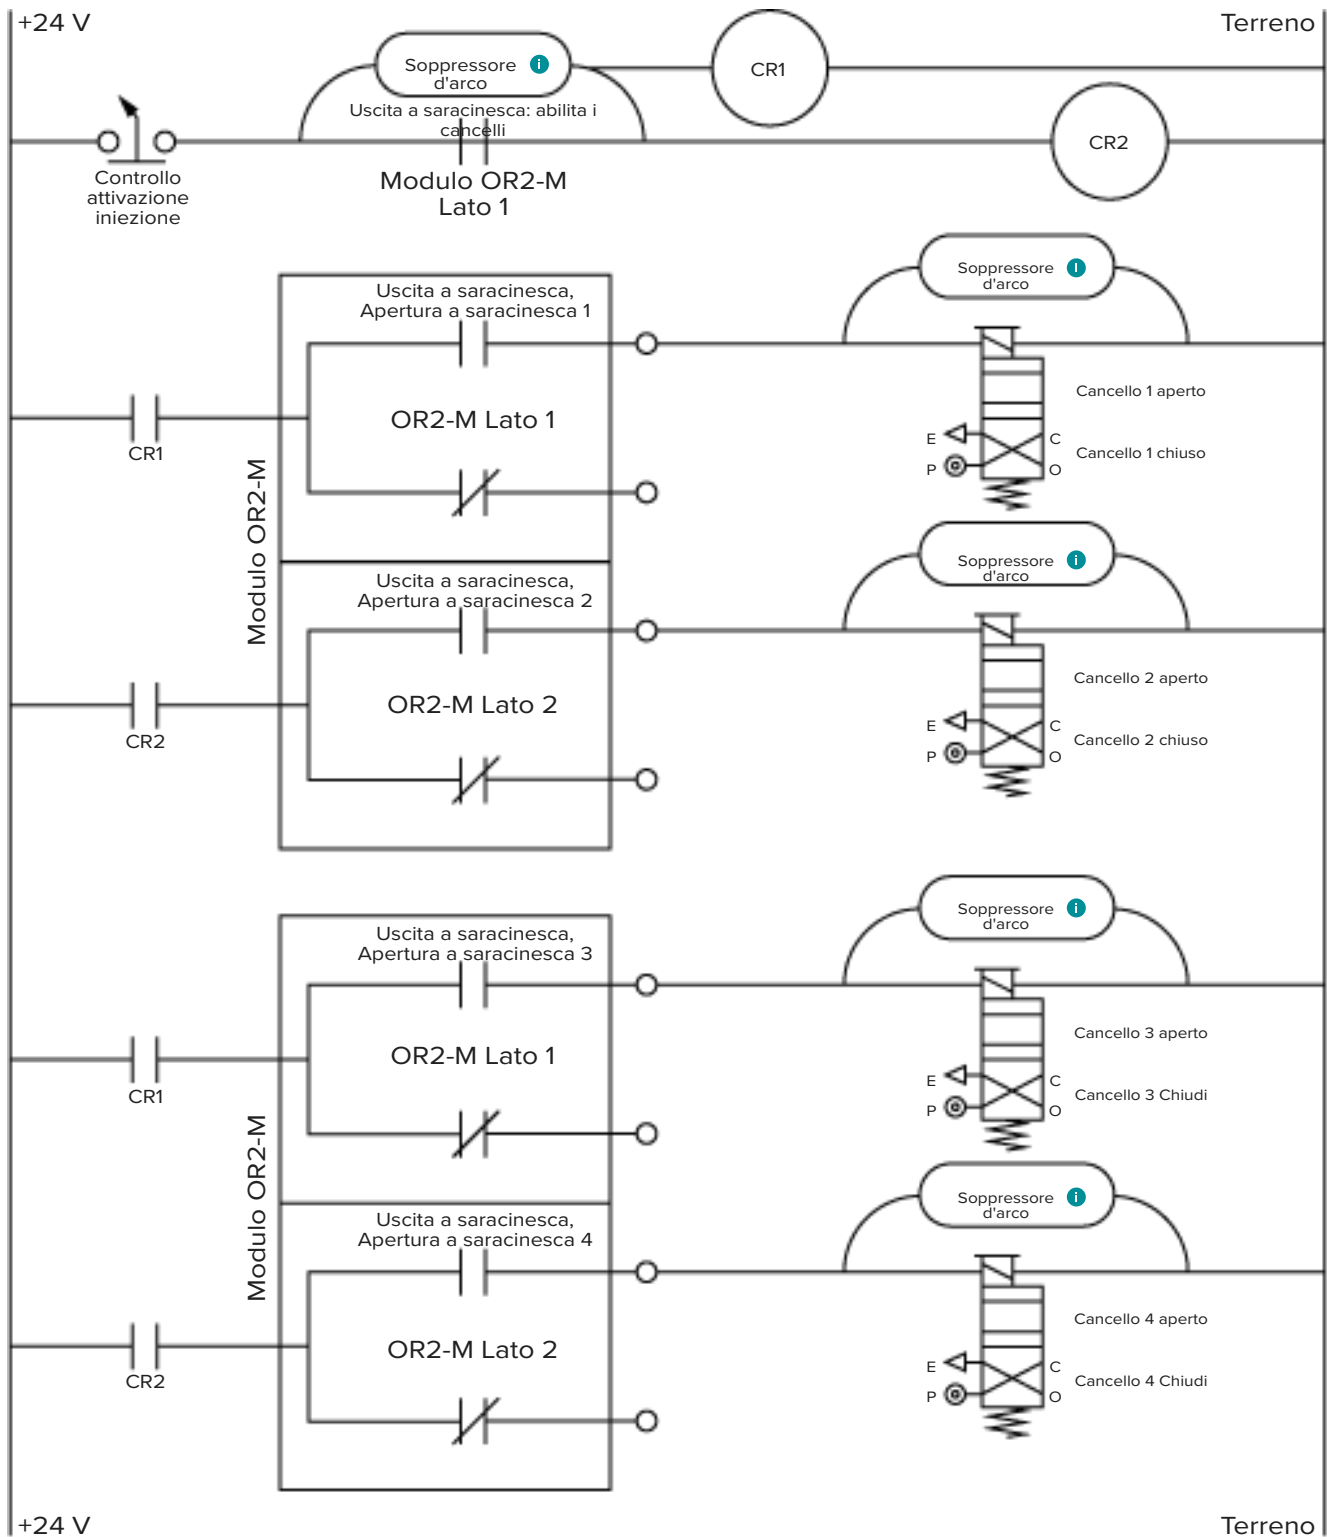 +24 V
Terreno
Soppressore i
d'arco
CR1
Uscita a saracinesca: abilita i
cancelli
CR2
Controllo
attivazione
iniezione
Modulo OR2-M
Lato 1
Soppressore i
d'arco
Uscita a saracinesca,
Apertura a saracinesca 1
Cancello 1 aperto
OR2-M Lato 1
CR1
E
C
Cancello 1 chiuso
P
O
Modulo OR2-M
Soppressore i
d'arco
Uscita a saracinesca,
Apertura a saracinesca 2
Cancello 2 aperto
OR2-M Lato 2
CR2
E
C
Cancello 2 chiuso
P
O
Soppressore i
d'arco
Uscita a saracinesca,
Apertura a saracinesca 3
Cancello 3 aperto
OR2-M Lato 1
CR1
E
C
Cancello 3 Chiudi
P
O
Modulo OR2-M
Soppressore i
d'arco
Uscita a saracinesca,
Apertura a saracinesca 4
Cancello 4 aperto
OR2-M Lato 2
CR2
E
C
Cancello 4 Chiudi
P
O
+24 V
Terreno